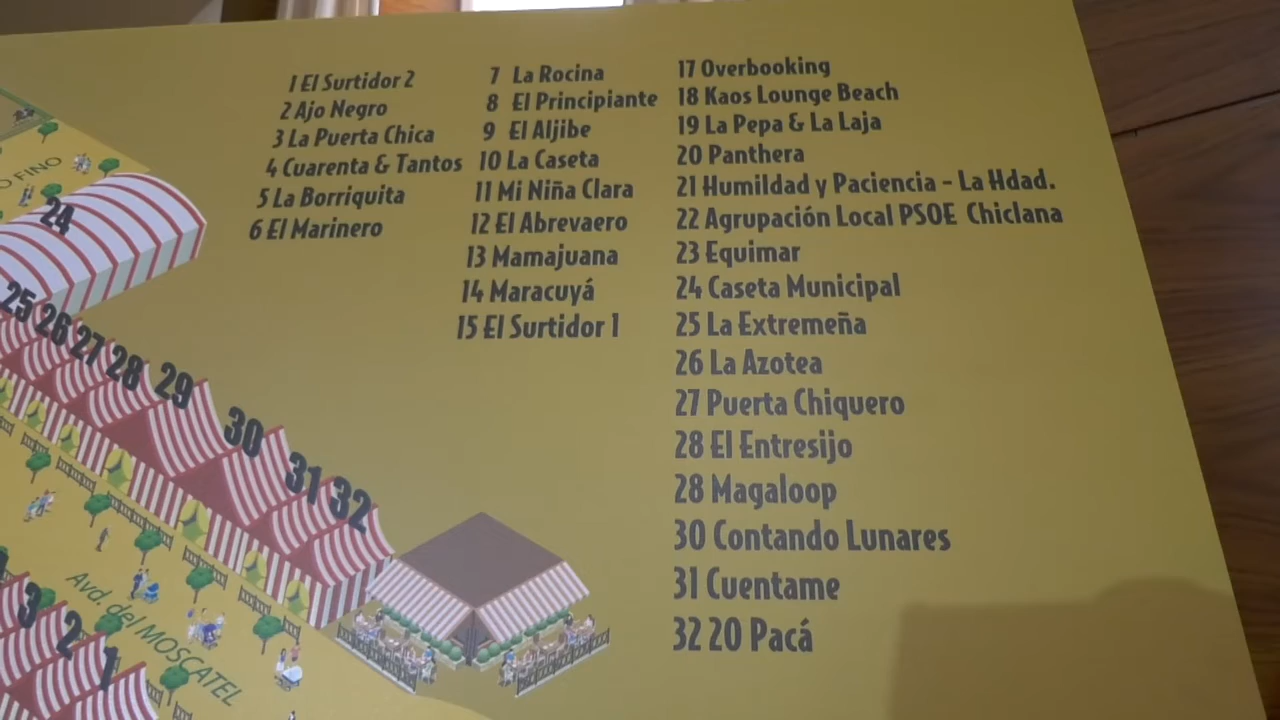 1 El Surtidor 2
2 Ajo Negro
3 La Puerta Chica
4 Cuarenta & Tantos
5 La Borriquita
6 El Marinero
7 La Rocina
8 El Principiante
9 El Aljibe
10 La Caseta
11 Mi Niña Clara
12 El Abrevaero
13 Mamajuana
14 Maracuyá
15 El Surtidor 1
17 Overbooking
18 Kaos Lounge Beach
19 La Pepa & La Laja
20 Panthera
21 Humildad y Paciencia - La Hdad.
22 Agrupación Local PSOE Chiclana
23 Equimar
24 Caseta Municipal
25 La Extremeña
26 La Azotea
27 Puerta Chiquero
28 El Entresijo
28 Magaloop
30 Contando Lunares
31 Cuentame
32 20 Pacá
FINO
24
25
26
27
28
29
30
31
32
Avd. del MOSCATEL
3
2
1